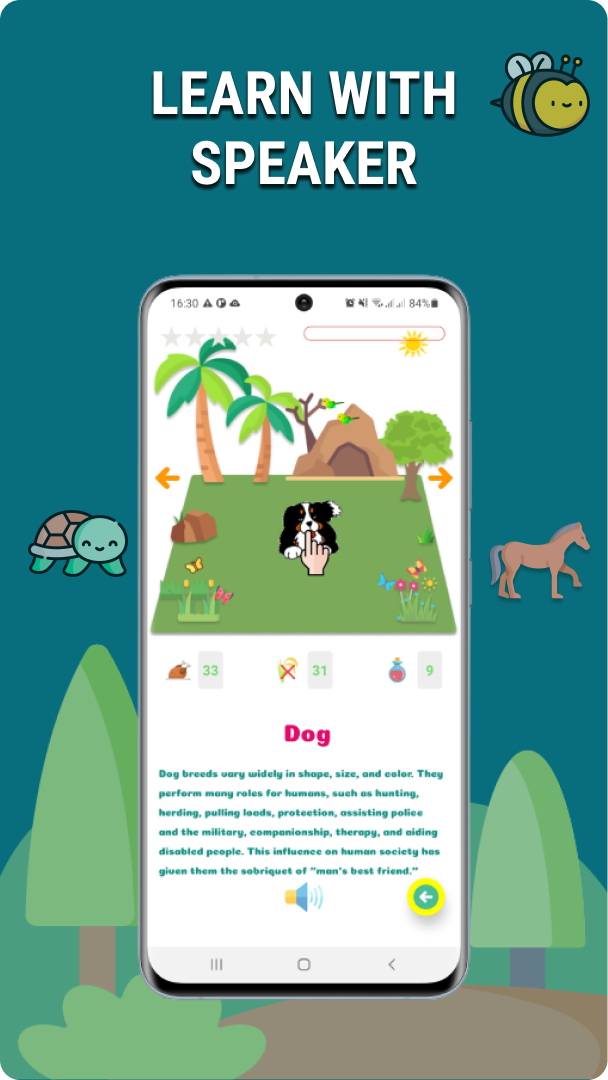 LEARN WITH
SPEAKER
16:30
84%
33
31
9
Dog
Dog breeds vary widely in shape, size, and color. They
perform many roles for humans, such as hunting,
herding, pulling loads, protection, assisting police
and the military, companionship, therapy, and aiding
disabled people. This influence on human society has
given them the sobriquet of "man's best friend."